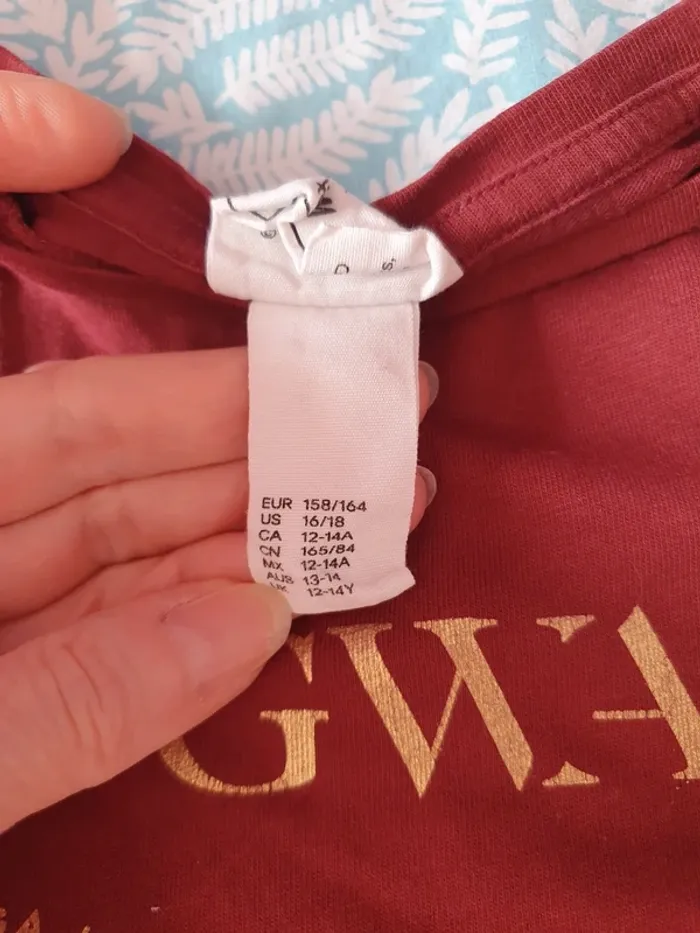 EUR 158/164
US 16/18
CA 12-14A
CN 165/84
MX 12-14A
AUS 13-14
UK 12-14Y
GWA